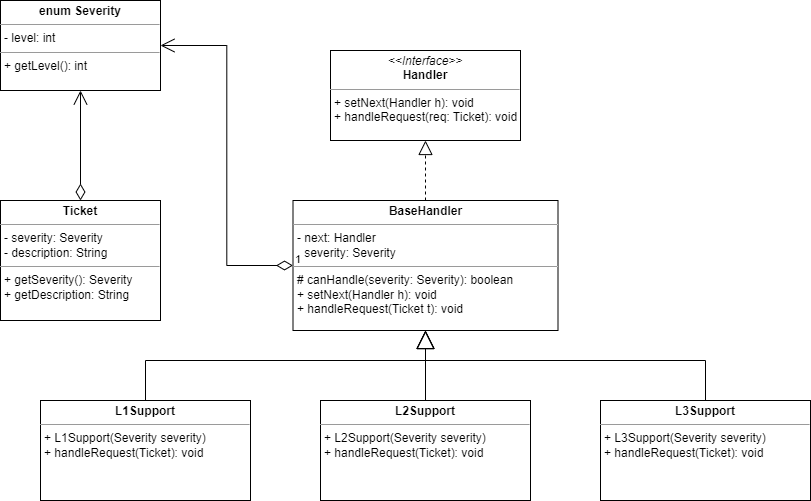 enum Severity
- level: int
+ getLevel(): int
<<Interface>>
Handler
+ setNext(Handler h): void
+ handleRequest(req: Ticket): void
Ticket
- severity: Severity
- description: String
+ getSeverity(): Severity
+ getDescription: String
BaseHandler
- next: Handler
severity: Severity
1
# canHandle(severity: Severity): boolean
+ setNext(Handler h): void
+ handleRequest(Ticket t): void
L1Support
+ L1Support(Severity severity)
+ handleRequest(Ticket): void
L2Support
+ L2Support(Severity severity)
+ handleRequest(Ticket): void
L3Support
+ L3Support(Severity severity)
+ handleRequest(Ticket): void